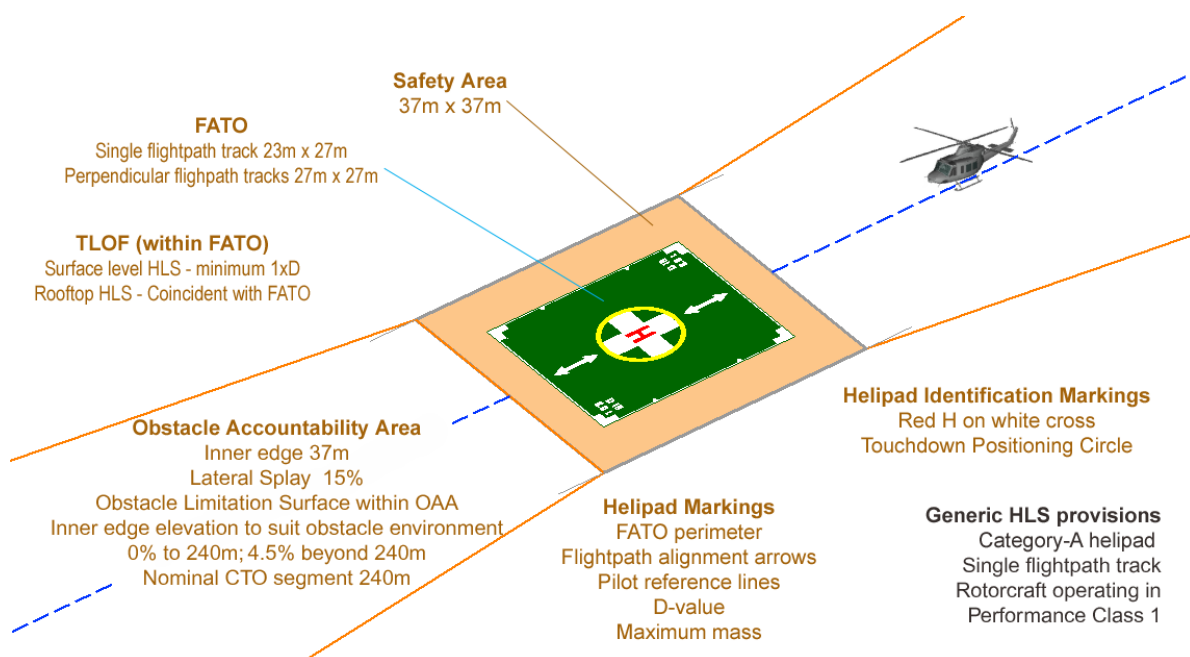 Safety Area
37m x 37m
FATO
Single flightpath track 23m x 27m
Perpendicular flighpath tracks 27m x 27m
TLOF (within FATO)
Surface level HLS - minimum 1xD
Rooftop HLS - Coincident with FATO
H
Obstacle Accountability Area
Inner edge 37m
Lateral Splay 15%
Obstacle Limitation Surface within OAA
Inner edge elevation to suit obstacle environment
0% to 240m; 4.5% beyond 240m
Nominal CTO segment 240m
Helipad Markings
FATO perimeter
Flightpath alignment arrows
Pilot reference lines
D-value
Maximum mass
Helipad Identification Markings
Red H on white cross
Touchdown Positioning Circle
Generic HLS provisions
Category-A helipad
Single flightpath track
Rotorcraft operating in
Performance Class 1